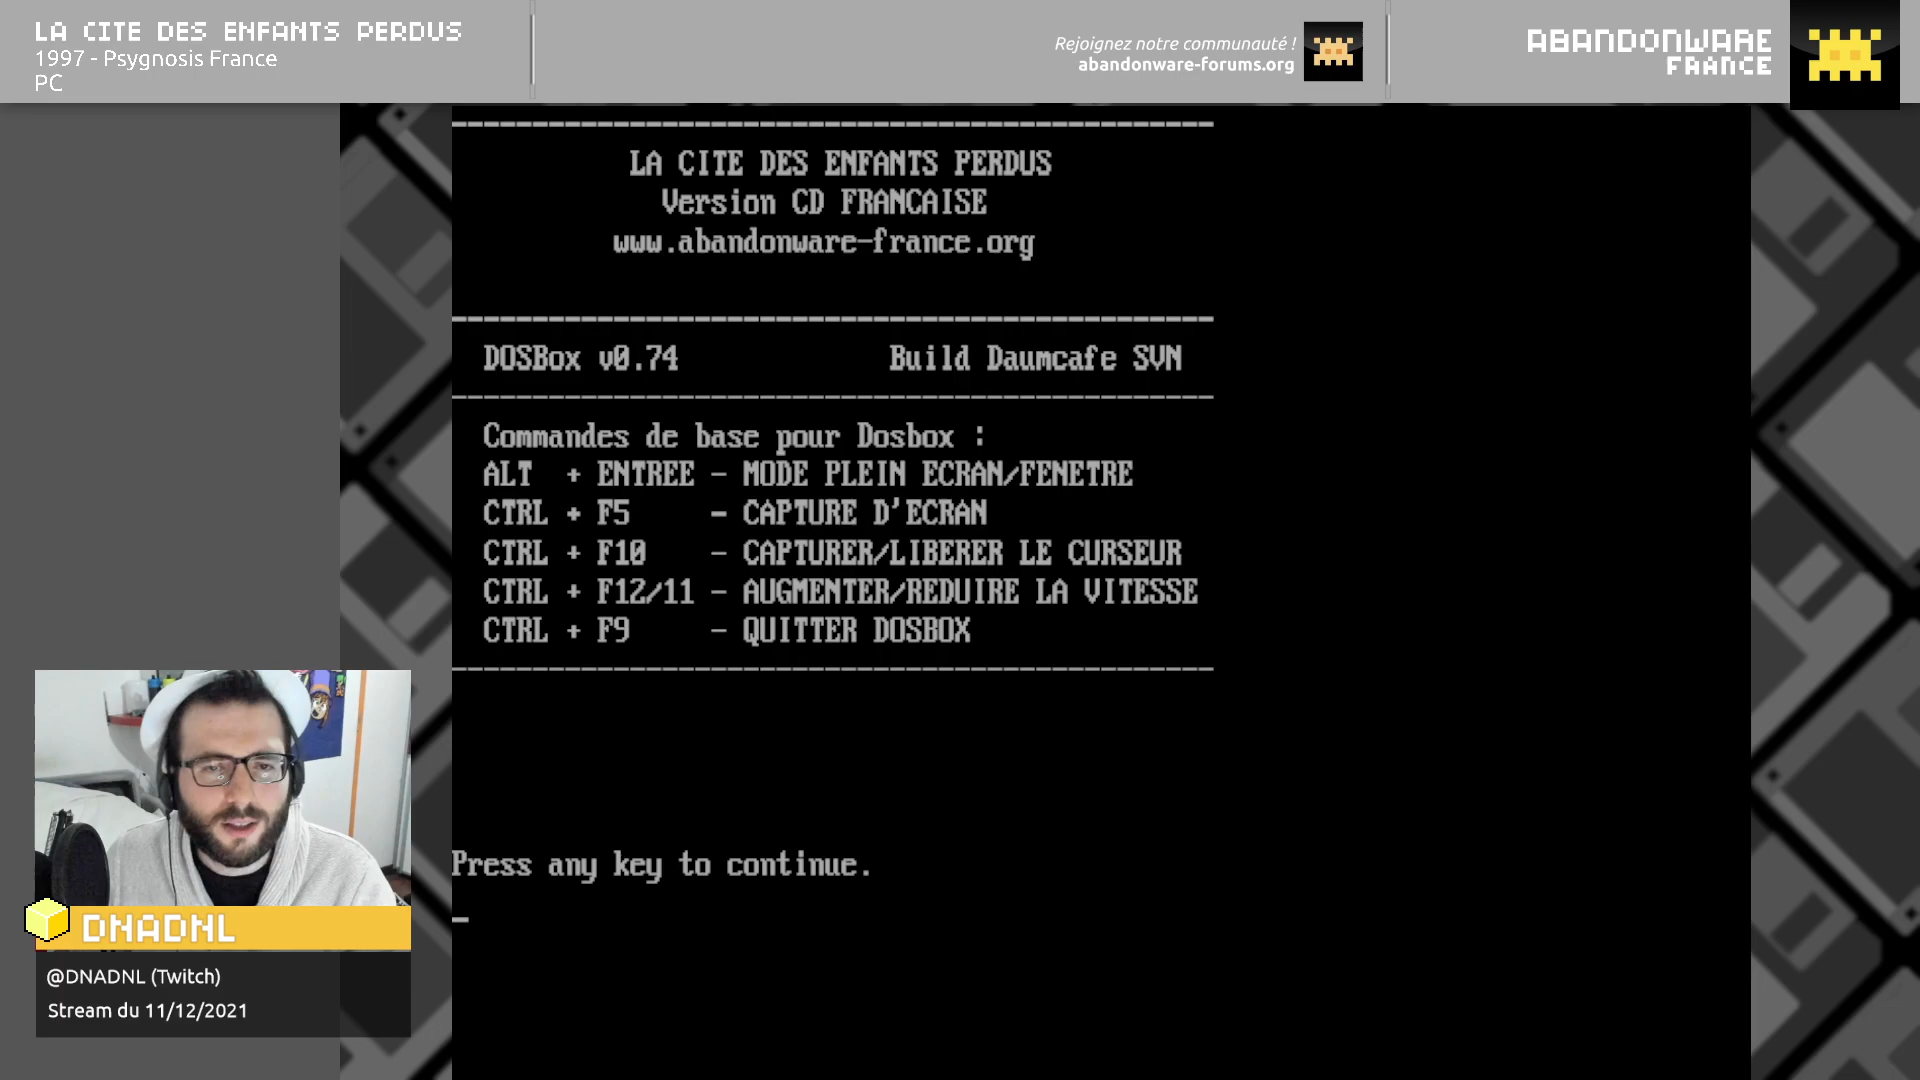 LA CITE DES ENFANTS PERDUS
1997 - Psygnosis France
PC
Rejoignez notre communauté !
abandonware-forums.org
ABANDONWARE
FRANCE
LA CITE DES ENFANTS PERDUS
Version CD FRANCAISE
www.abandonware-france.org
DOSBox v0.74 Build Daumcafe SVN
Commandes de base pour Dosbox :
ALT + ENTREE - MODE PLEIN ECRAN/FENETRE
CTRL + F5 - CAPTURE D'ECRAN
CTRL + F10 - CAPTURER/LIBERER LE CURSEUR
CTRL + F12/11 - AUGMENTER/REDUIRE LA VITESSE
CTRL + F9 - QUITTER DOSBOX
Press any key to continue.
DNADNL
@DNADNL (Twitch)
Stream du 11/12/2021